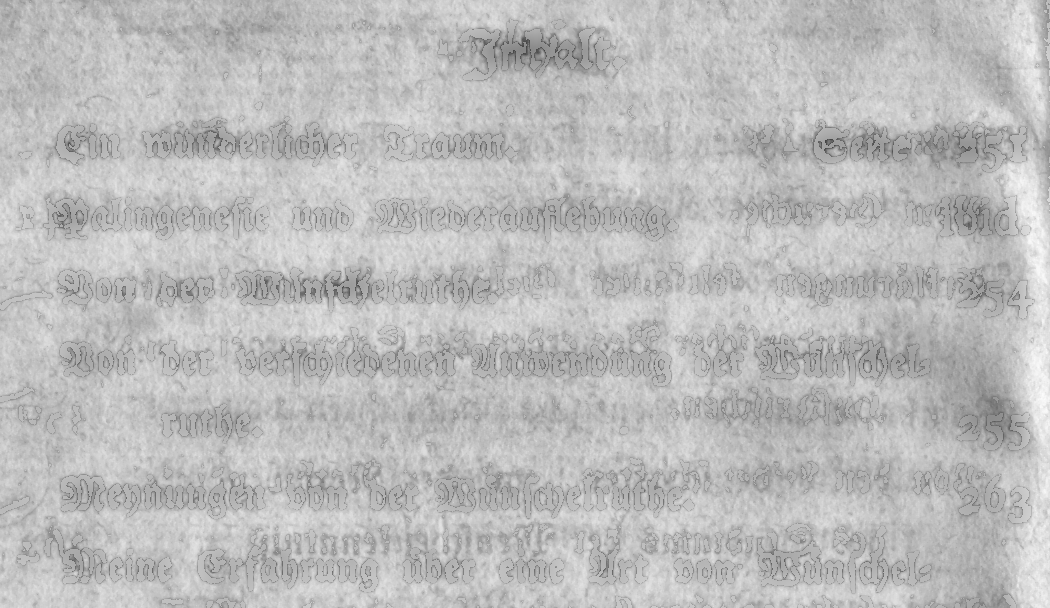 Inhalt.
Ein wunderlicher Traum. Seite 251
Palingenesie und Wiederauflebung. ibid.
Von der Wünschelruthe. 254
Von der verschiedenen Anwendung der Wünschel-
ruthe. 255
Meynungen von der Wünschelruthe. 263
Meine Erfahrung über eine Art von Wünschel-